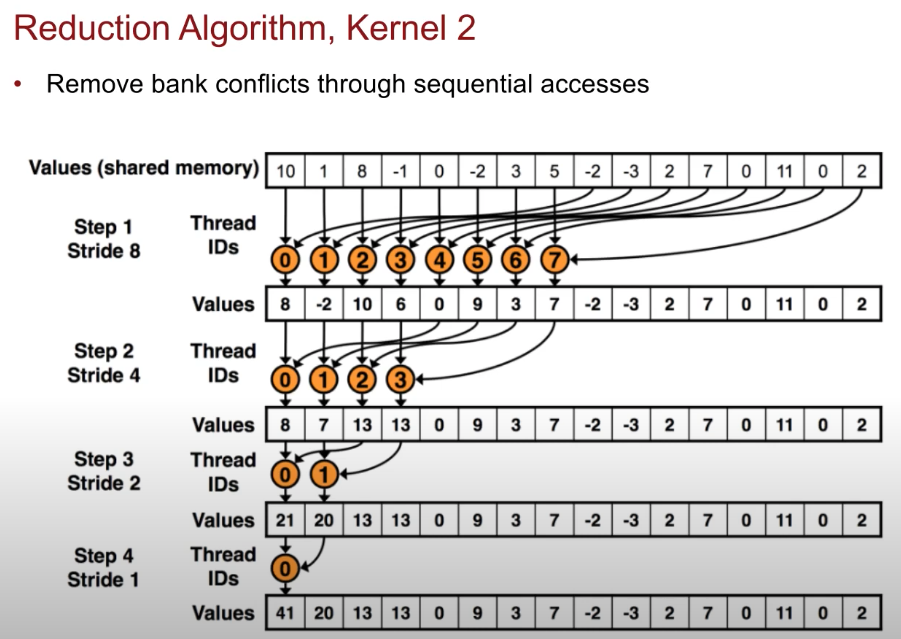 Reduction Algorithm, Kernel 2
• Remove bank conflicts through sequential accesses
Values (shared memory) 10 1 8 -1 0 -2 3 5 -2 -3 2 7 0 11 0 2
Step 1 Thread
Stride 8 IDs
0 1 2 3 4 5 6 7
Values 8 -2 10 6 0 9 3 7 -2 -3 2 7 0 11 0 2
Step 2 Thread
Stride 4 IDs
0 1 2 3
Values 8 7 13 13 0 9 3 7 -2 -3 2 7 0 11 0 2
Step 3 Thread
Stride 2 IDs
0 1
Values 21 20 13 13 0 9 3 7 -2 -3 2 7 0 11 0 2
Step 4 Thread
Stride 1 IDs
0
Values 41 20 13 13 0 9 3 7 -2 -3 2 7 0 11 0 2